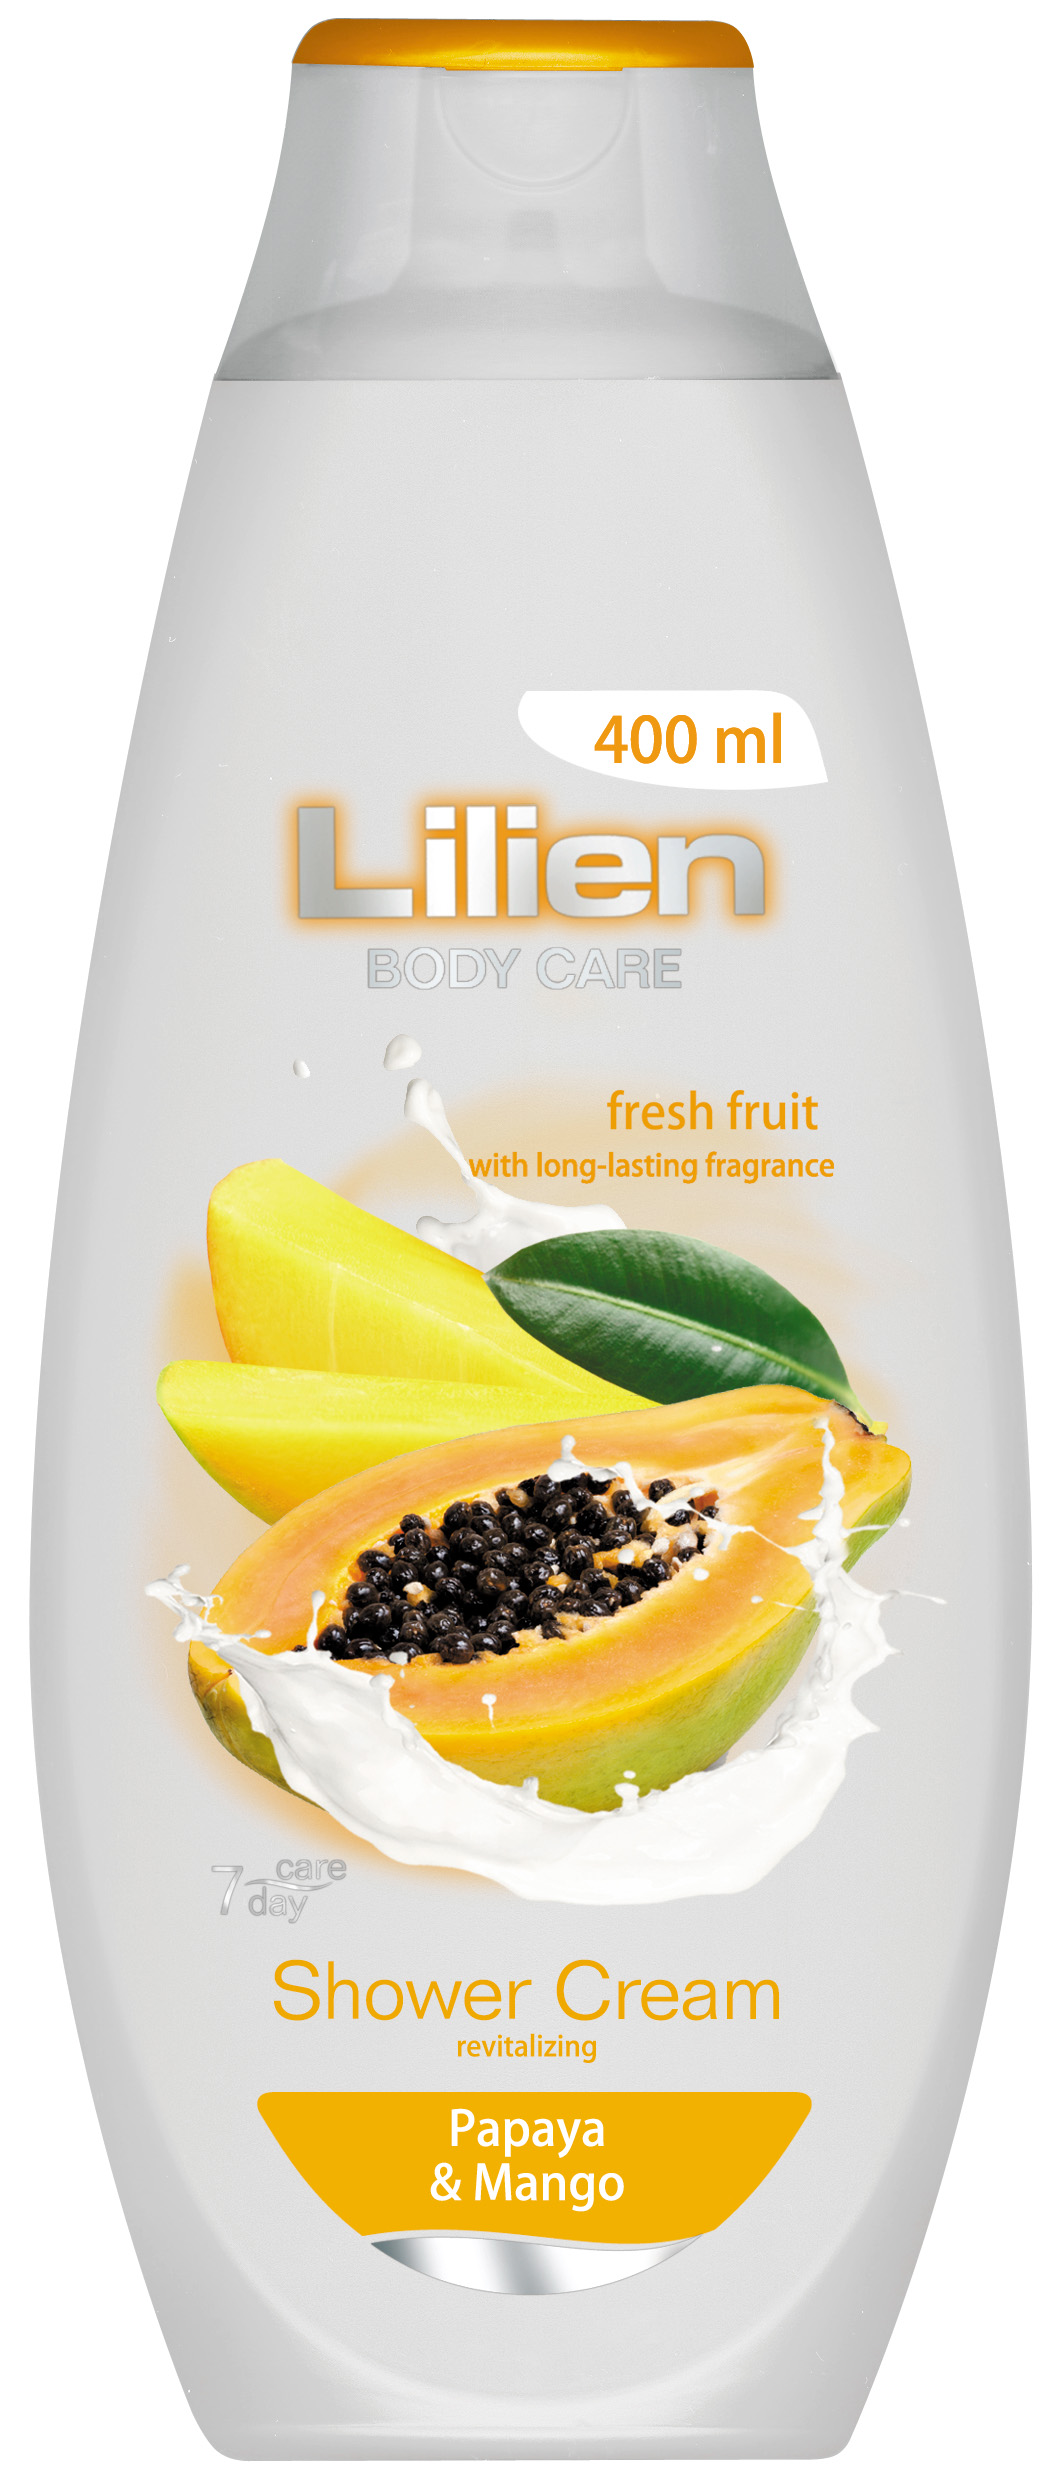 400 ml
Lilien
BODY CARE
fresh fruit
with long-lasting fragrance
7 day care
Shower Cream
revitalizing
Papaya
& Mango